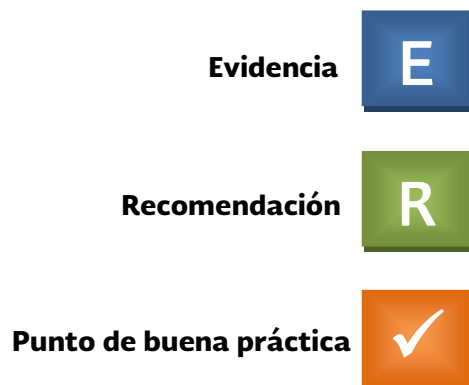 Evidencia E
Recomendación R
Punto de buena práctica ✓